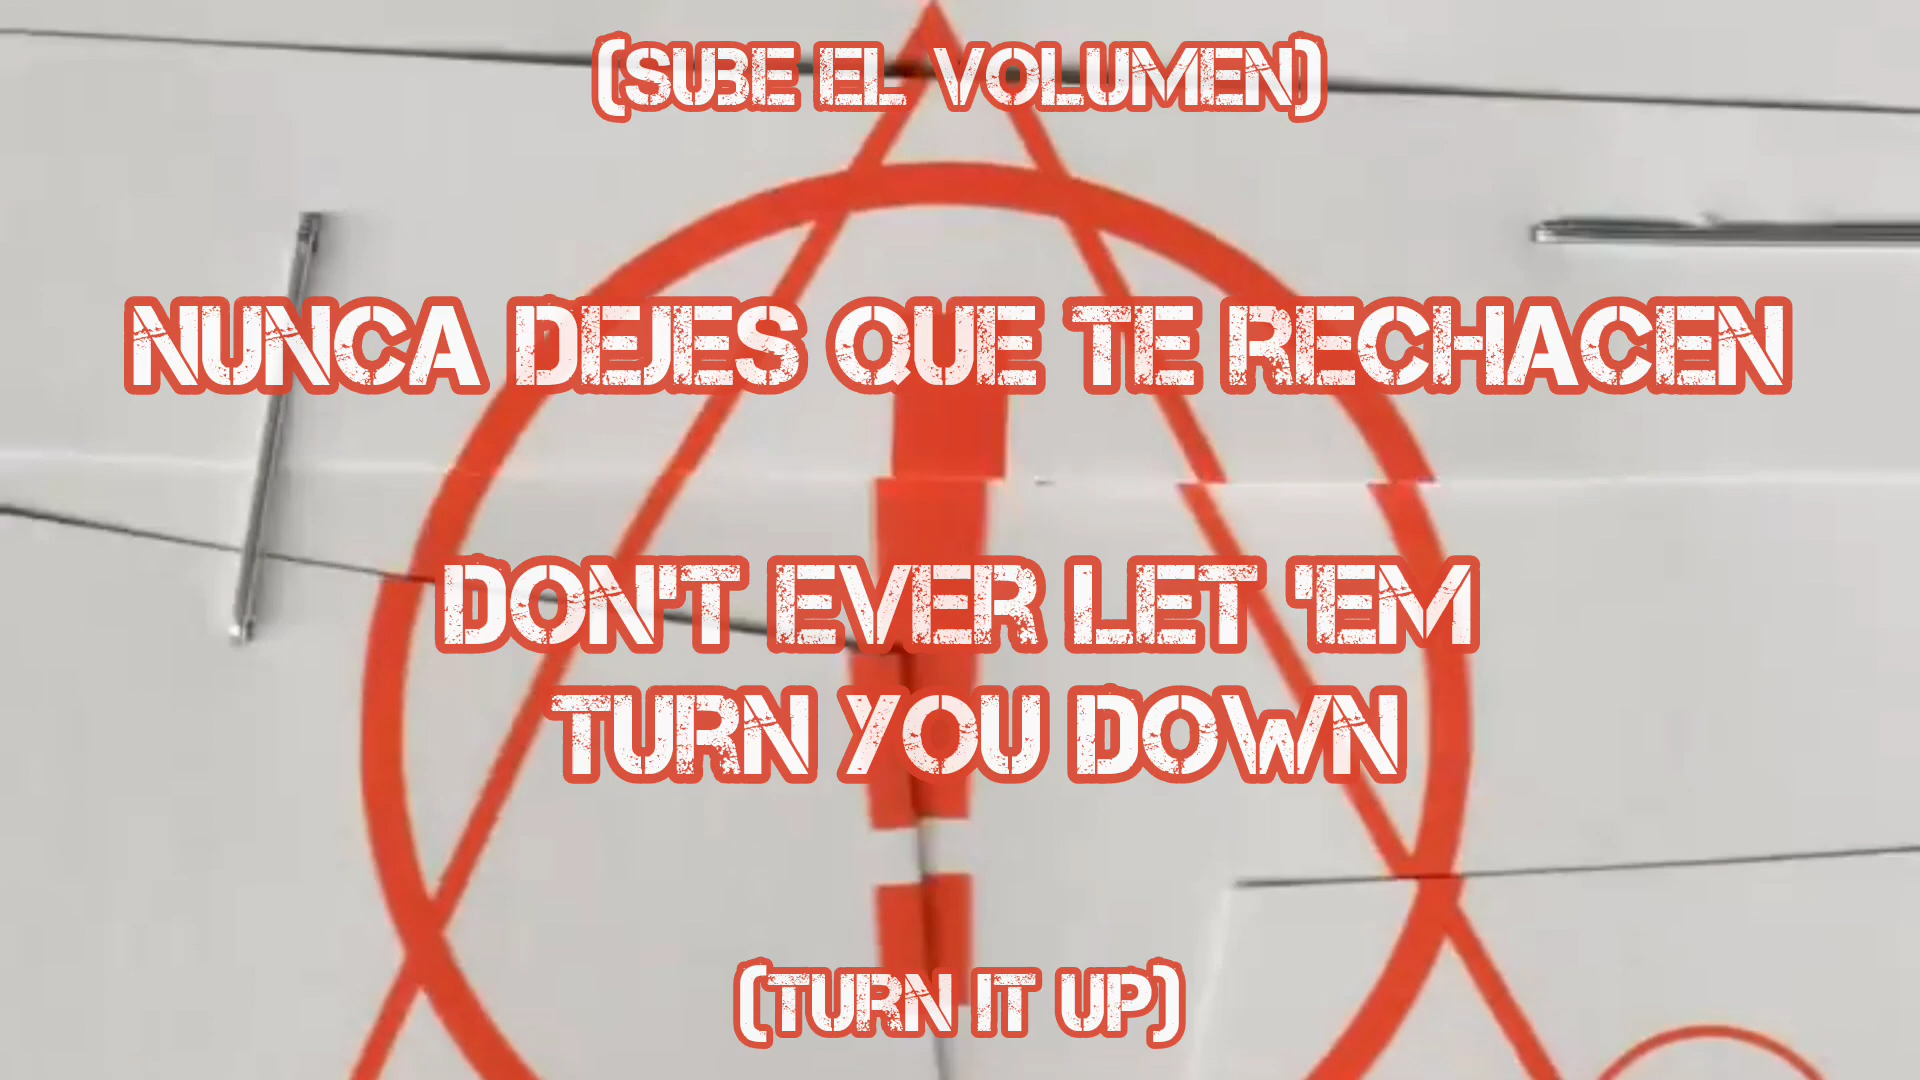 (SUBE EL VOLUMEN)
NUNCA DEJES QUE TE RECHACEN
DON'T EVER LET 'EM
TURN YOU DOWN
(TURN IT UP)